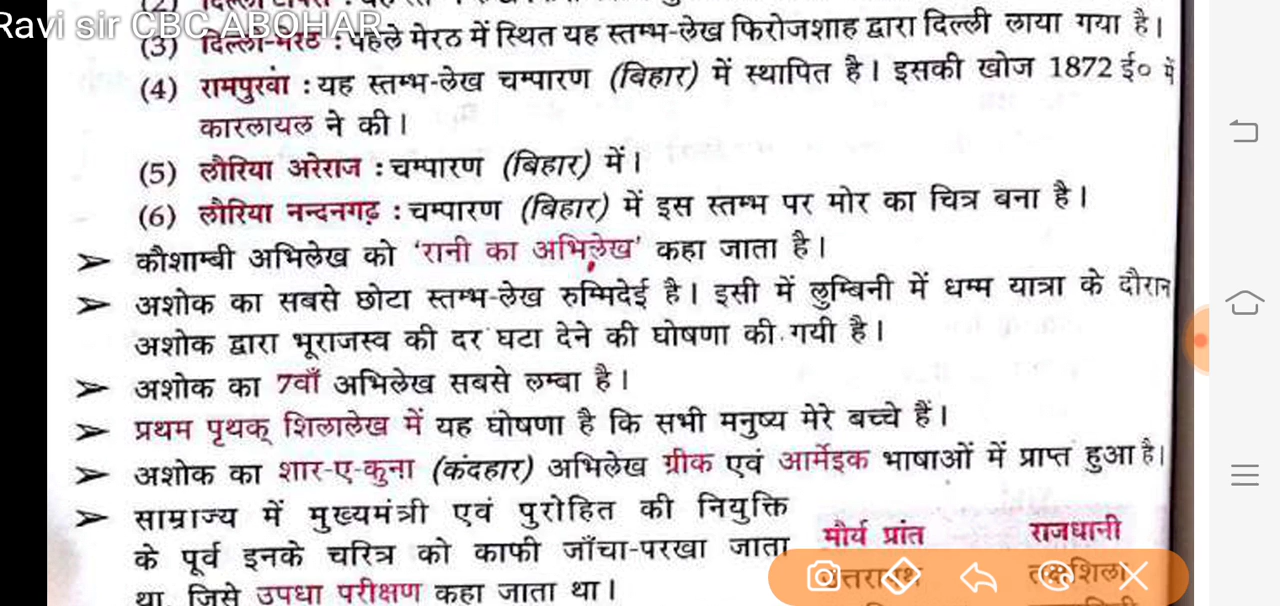 Ravi sir CBC ABOHAR
(3) दिल्ली-मेरठ : पहले मेरठ में स्थित यह स्तम्भ-लेख फिरोजशाह द्वारा दिल्ली लाया गया है।
(4) रामपुरवा : यह स्तम्भ-लेख चम्पारण (बिहार) में स्थापित है। इसकी खोज 1872 ई० में
कारलायल ने की।
(5) लौरिया अरेराज : चम्पारण (बिहार) में।
(6) लौरिया नन्दनगढ़ : चम्पारण (बिहार) में इस स्तम्भ पर मोर का चित्र बना है।
➢ कौशाम्बी अभिलेख को ‘रानी का अभिलेख’ कहा जाता है।
➢ अशोक का सबसे छोटा स्तम्भ-लेख रुम्मिदेई है। इसी में लुम्बिनी में धम्म यात्रा के दौरान
अशोक द्वारा भूराजस्व की दर घटा देने की घोषणा की गयी है।
➢ अशोक का 7वाँ अभिलेख सबसे लम्बा है।
➢ प्रथम पृथक् शिलालेख में यह घोषणा है कि सभी मनुष्य मेरे बच्चे हैं।
➢ अशोक का शार-ए-कुना (कंदहार) अभिलेख ग्रीक एवं आर्मेइक भाषाओं में प्राप्त हुआ है।
➢ साम्राज्य में मुख्यमंत्री एवं पुरोहित की नियुक्ति
के पूर्व इनके चरित्र को काफी जाँचा-परखा जाता
था, जिसे उपधा परीक्षण कहा जाता था।
मौर्य प्रांत राजधानी